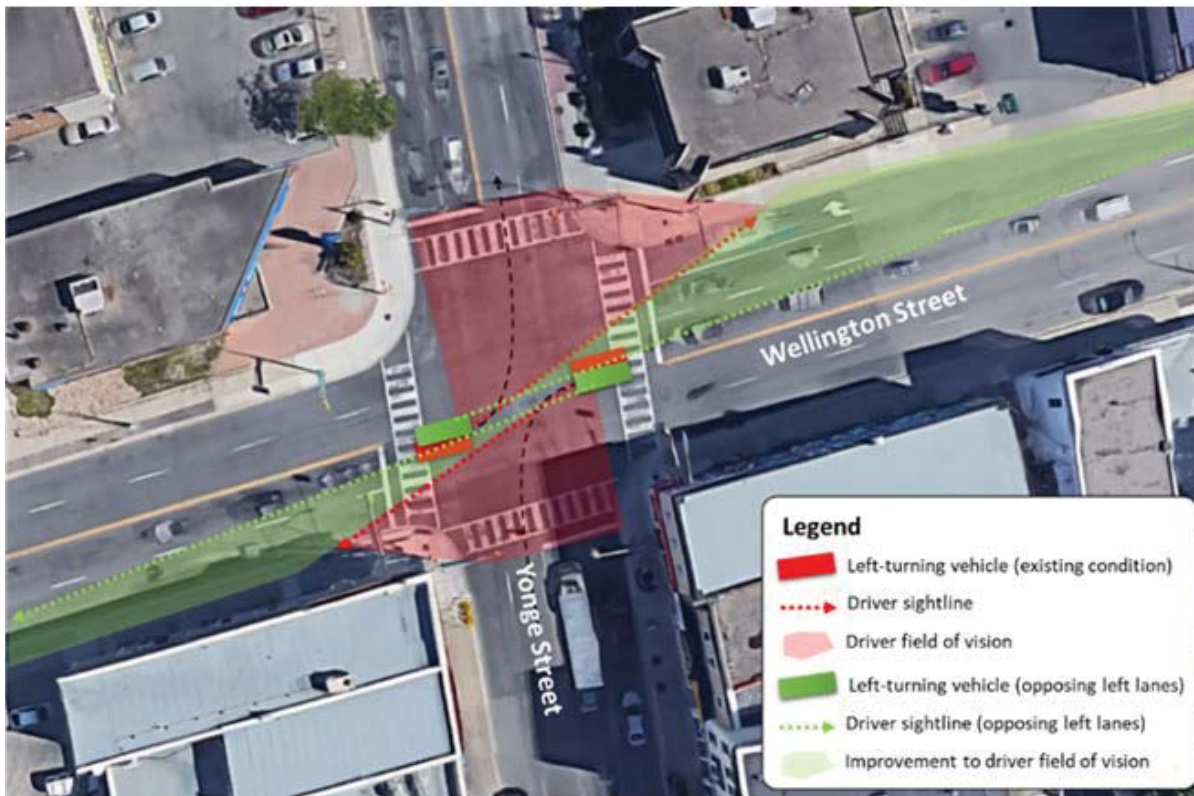 Wellington Street
Yonge Street
Legend
Left-turning vehicle (existing condition)
Driver sightline
Driver field of vision
Left-turning vehicle (opposing left lanes)
Driver sightline (opposing left lanes)
Improvement to driver field of vision